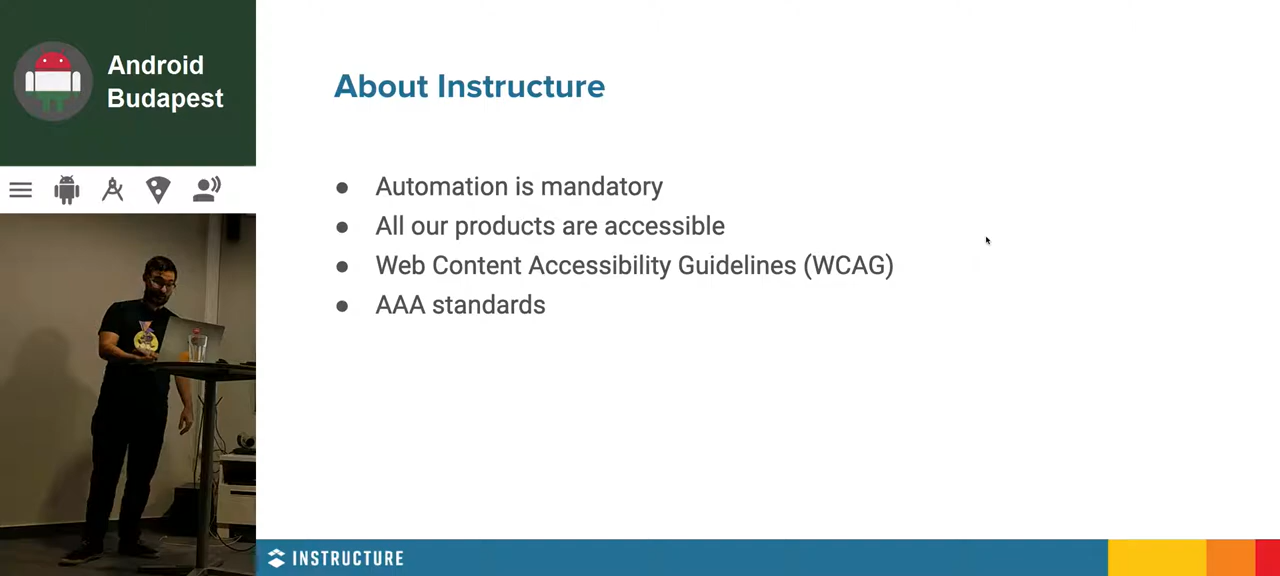 Android
Budapest
About Instructure
● Automation is mandatory
● All our products are accessible
● Web Content Accessibility Guidelines (WCAG)
● AAA standards
INSTRUCTURE